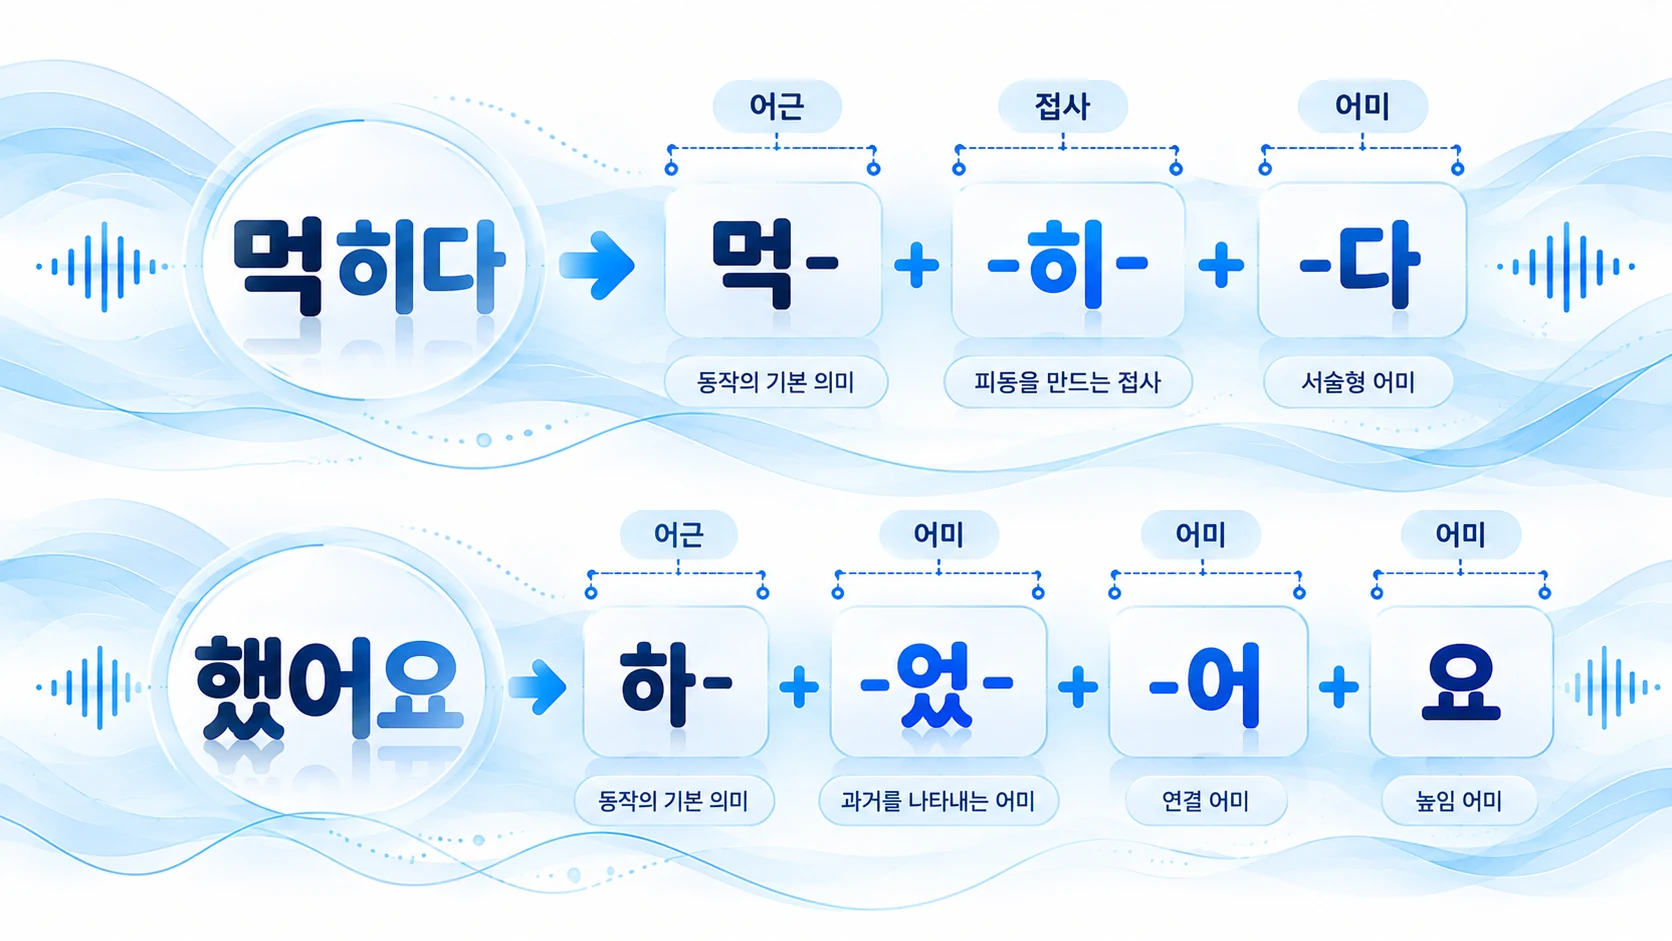 어근 접사 어미
먹히다 먹- + -히- + -다
동작의 기본 의미 피동을 만드는 접사 서술형 어미
어근 어미 어미 어미
했어요 하- + -었- + -어 + 요
동작의 기본 의미 과거를 나타내는 어미 연결 어미 높임 어미